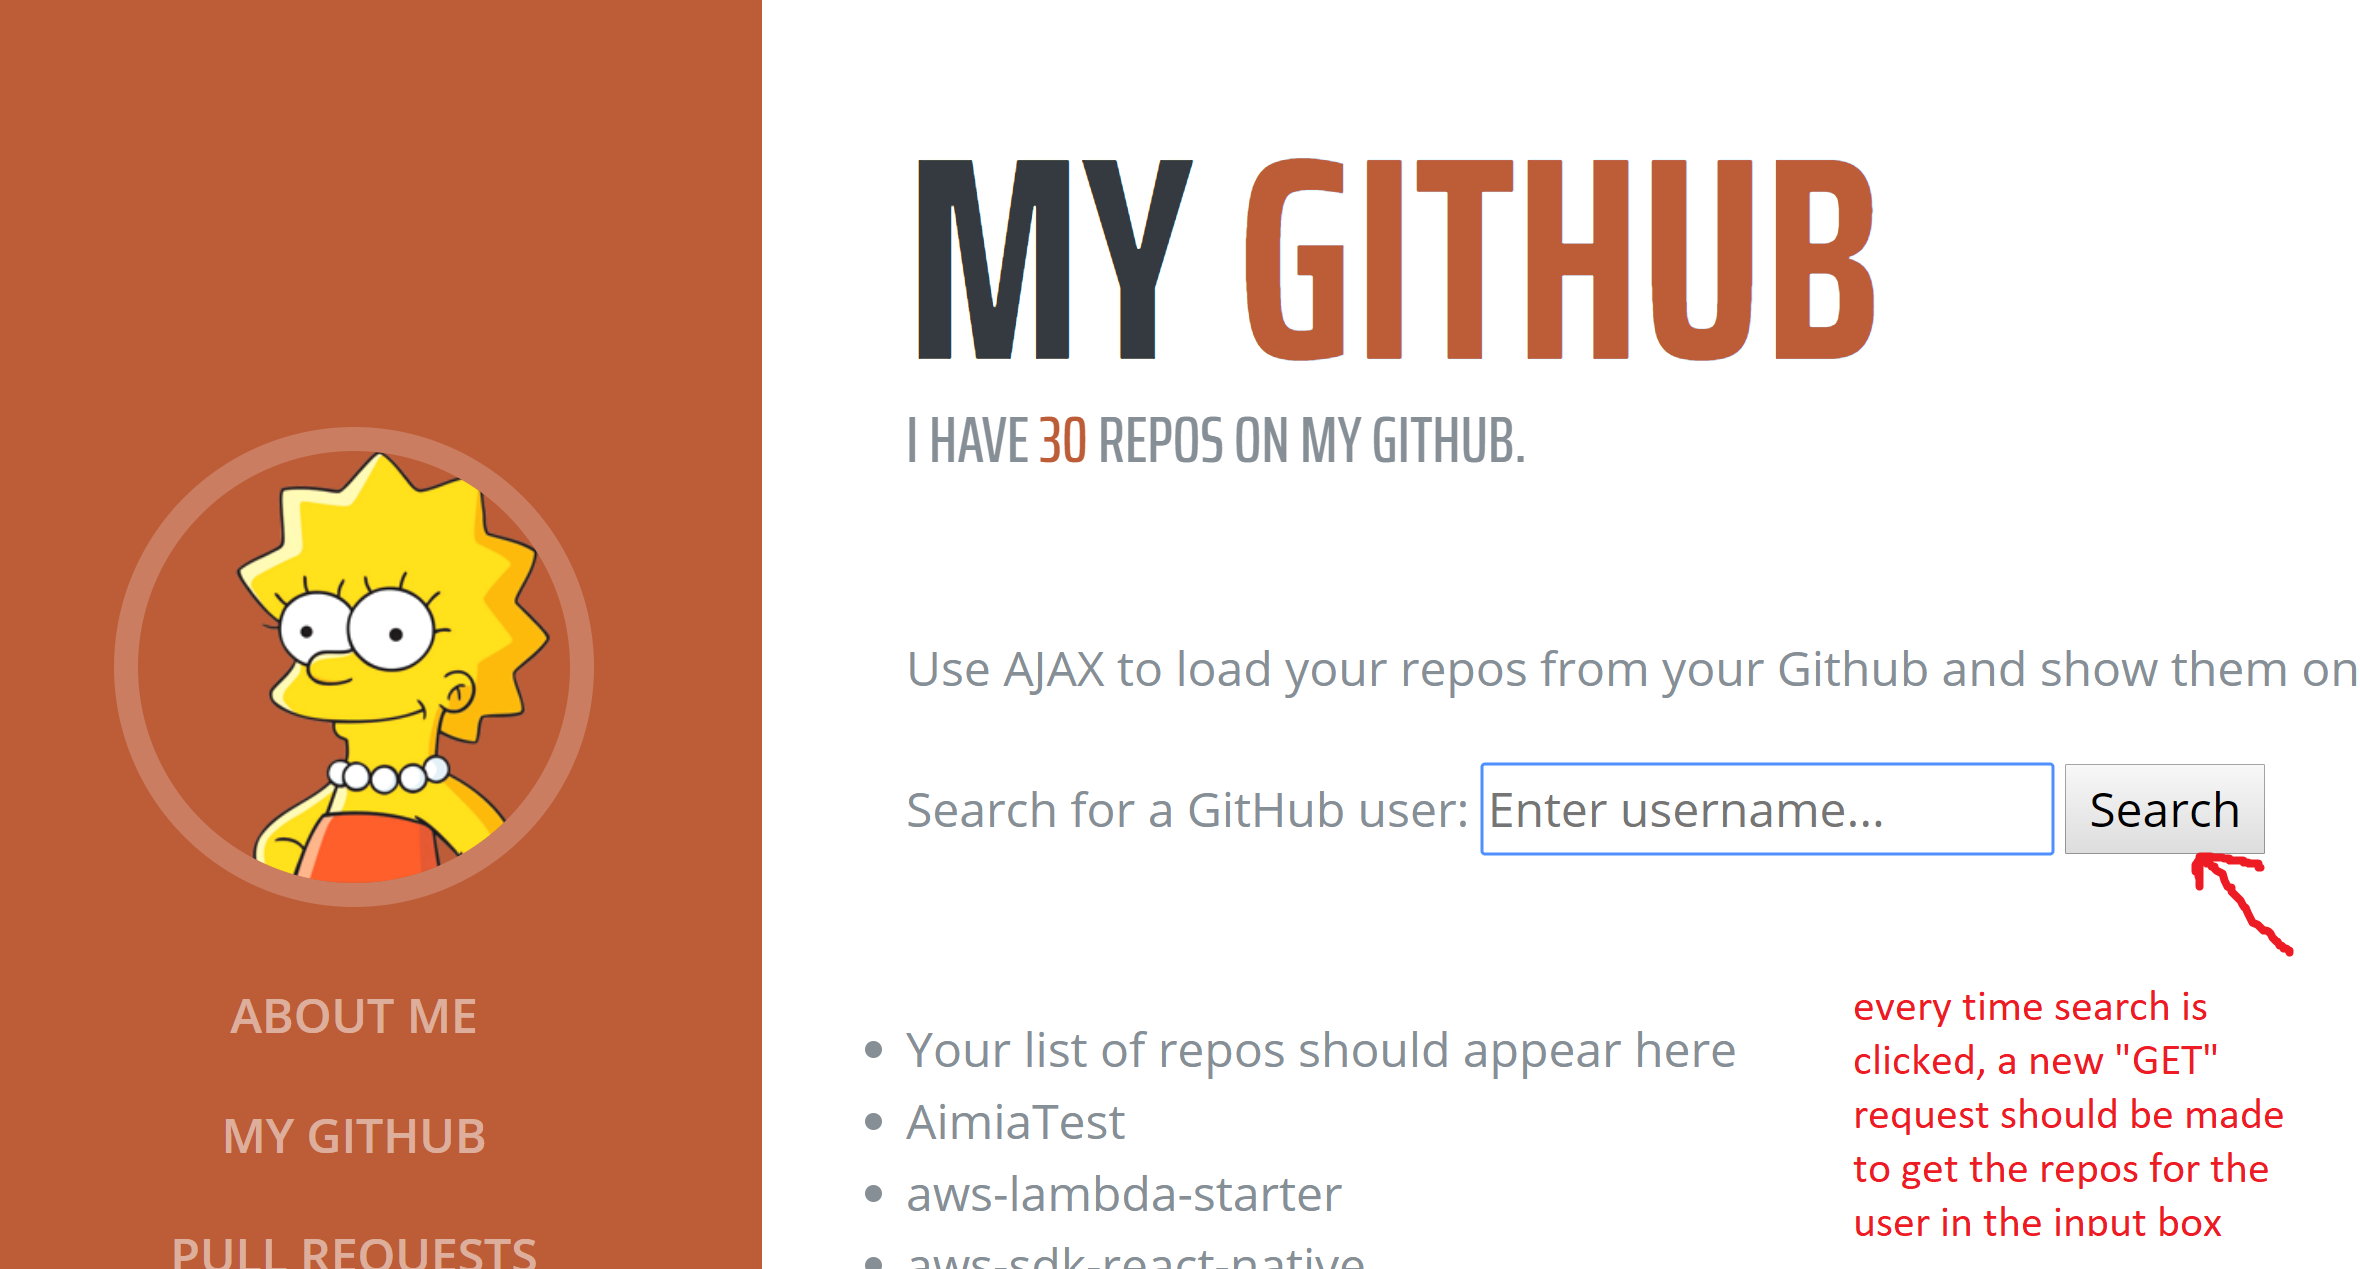 MY GITHUB
I HAVE 30 REPOS ON MY GITHUB.
Use AJAX to load your repos from your Github and show them on
Search for a GitHub user: Enter username... Search
Your list of repos should appear here
AimiaTest
aws-lambda-starter
aws-sdk-react-native
every time search is
clicked, a new "GET"
request should be made
to get the repos for the
user in the input box
ABOUT ME
MY GITHUB
PULL REQUESTS